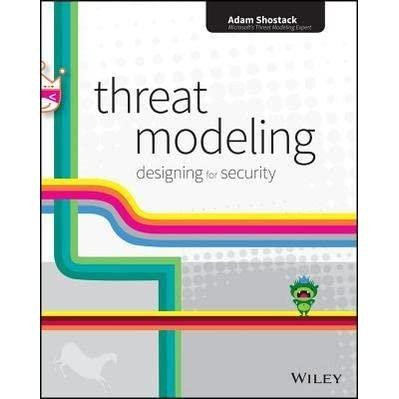 Adam Shostack
Microsoft's Threat Modeling Expert
threat
modeling
designing for security
WILEY